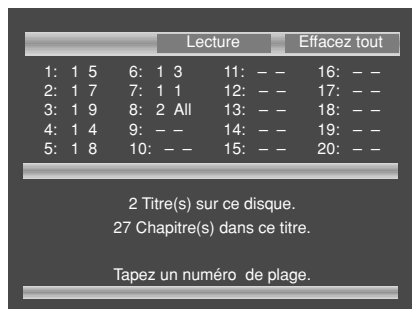 Lecture Effacez tout
1: 1 5 6: 1 3 11: – – 16: – –
2: 1 7 7: 1 1 12: – – 17: – –
3: 1 9 8: 2 All 13: – – 18: – –
4: 1 4 9: – – 14: – – 19: – –
5: 1 8 10: – – 15: – – 20: – –
2 Titre(s) sur ce disque.
27 Chapitre(s) dans ce titre.
Tapez un numéro de plage.